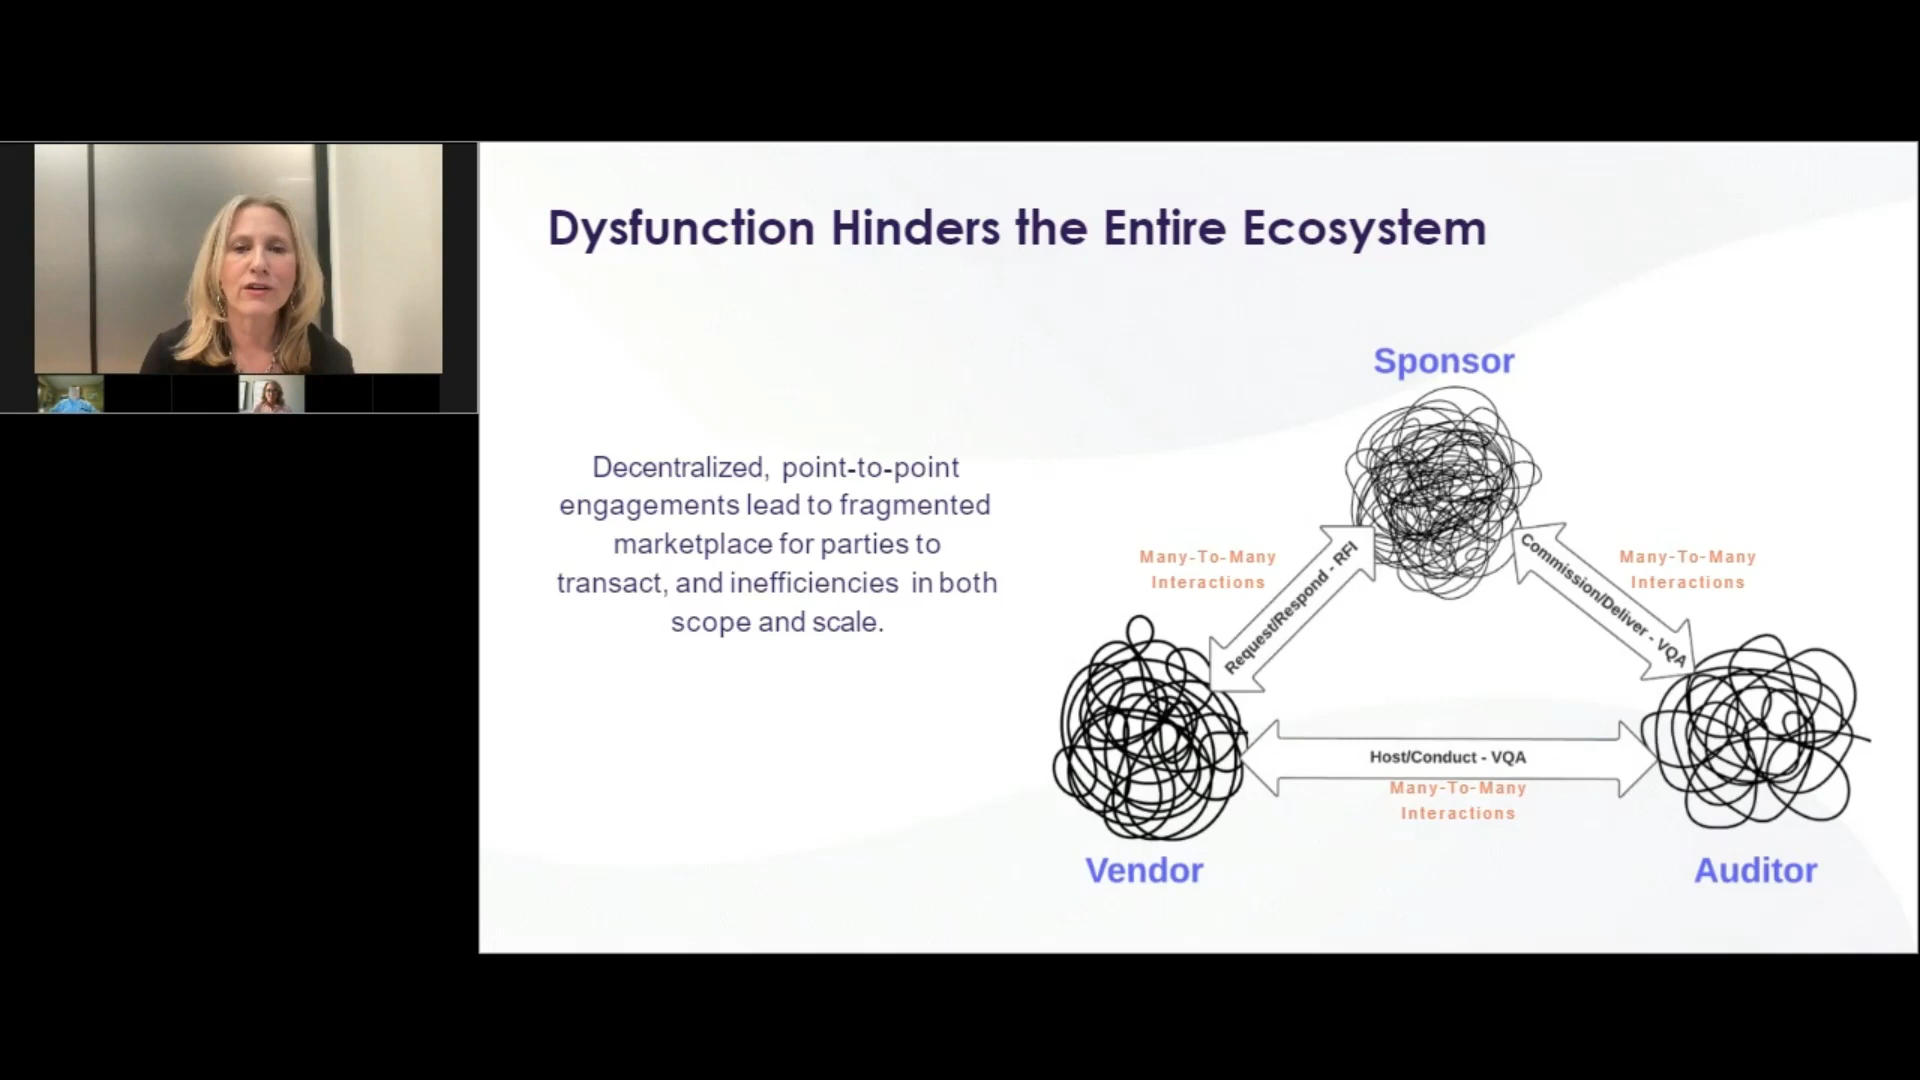 Dysfunction Hinders the Entire Ecosystem
Decentralized, point-to-point
engagements lead to fragmented
marketplace for parties to
transact, and inefficiencies in both
scope and scale.
Sponsor
Many-To-Many
Interactions
Request/Respond - RFI
Commission/Deliver - VQA
Many-To-Many
Interactions
Host/Conduct - VQA
Many-To-Many
Interactions
Vendor
Auditor